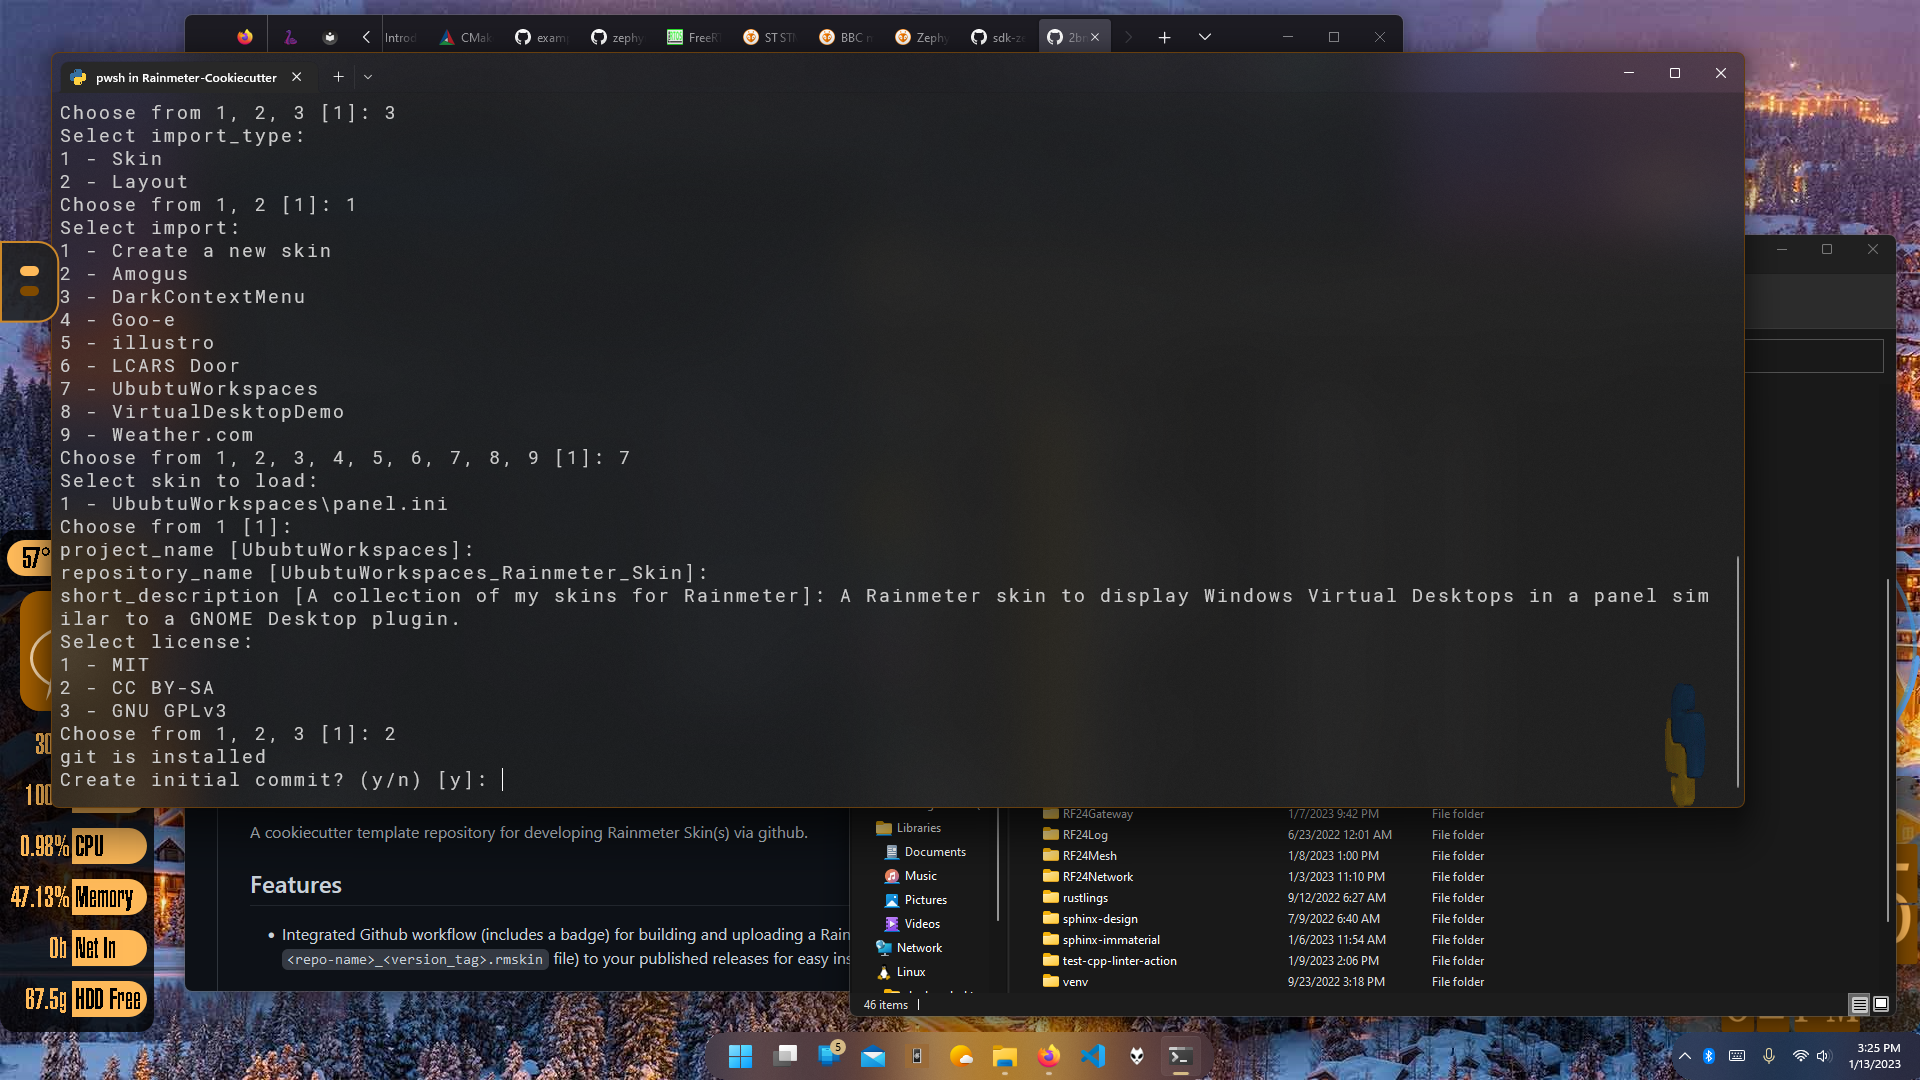 Introd
CMak
exam
zephy
FreeRT
ST STM
BBC m
Zephy
sdk-ze
2bn
pwsh in Rainmeter-Cookiecutter
Choose from 1, 2, 3 [1]: 3
Select import_type:
1 - Skin
2 - Layout
Choose from 1, 2 [1]: 1
Select import:
1 - Create a new skin
2 - Amogus
3 - DarkContextMenu
4 - Goo-e
5 - illustro
6 - LCARS Door
7 - UbubtuWorkspaces
8 - VirtualDesktopDemo
9 - Weather.com
Choose from 1, 2, 3, 4, 5, 6, 7, 8, 9 [1]: 7
Select skin to load:
1 - UbubtuWorkspaces\panel.ini
Choose from 1 [1]:
project_name [UbubtuWorkspaces]:
repository_name [UbubtuWorkspaces_Rainmeter_Skin]:
short_description [A collection of my skins for Rainmeter]: A Rainmeter skin to display Windows Virtual Desktops in a panel sim
ilar to a GNOME Desktop plugin.
Select license:
1 - MIT
2 - CC BY-SA
3 - GNU GPLv3
Choose from 1, 2, 3 [1]: 2
git is installed
Create initial commit? (y/n) [y]:
57°
30
100
0.98% CPU
47.13% Memory
0b Net In
67.5g HDD Free
A cookiecutter template repository for developing Rainmeter Skin(s) via github.
Features
• Integrated Github workflow (includes a badge) for building and uploading a Rain
<repo-name>_<version_tag>.rmskin file) to your published releases for easy ins
Libraries
Documents
Music
Pictures
Videos
Network
Linux
RF24Gateway 1/7/2023 9:42 PM File folder
RF24Log 6/23/2022 12:01 AM File folder
RF24Mesh 1/8/2023 1:00 PM File folder
RF24Network 1/3/2023 11:10 PM File folder
rustlings 9/12/2022 6:27 AM File folder
sphinx-design 7/9/2022 6:40 AM File folder
sphinx-immaterial 1/6/2023 11:54 AM File folder
test-cpp-linter-action 1/9/2023 2:06 PM File folder
venv 9/23/2022 3:18 PM File folder
46 items
5
3:25 PM
1/13/2023